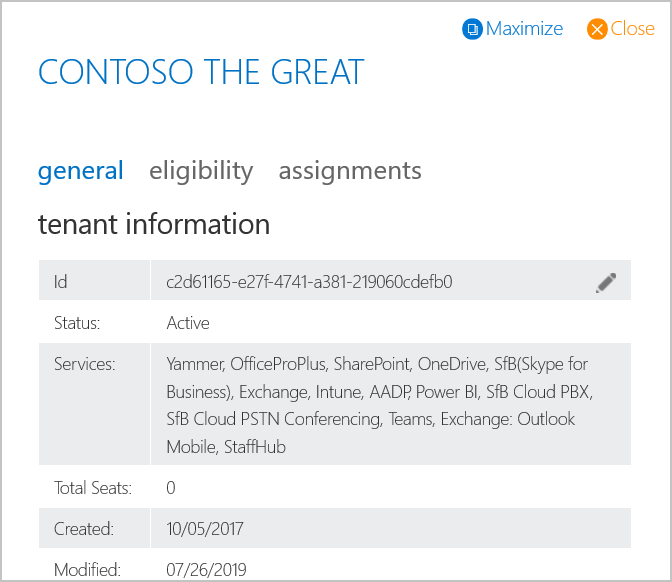 Maximize Close
CONTOSO THE GREAT
general eligibility assignments
tenant information
Id c2d61165-e27f-4741-a381-219060cdefb0
Status: Active
Services: Yammer, OfficeProPlus, SharePoint, OneDrive, SfB(Skype for
Business), Exchange, Intune, AADP, Power BI, SfB Cloud PBX,
SfB Cloud PSTN Conferencing, Teams, Exchange: Outlook
Mobile, StaffHub
Total Seats: 0
Created: 10/05/2017
Modified: 07/26/2019